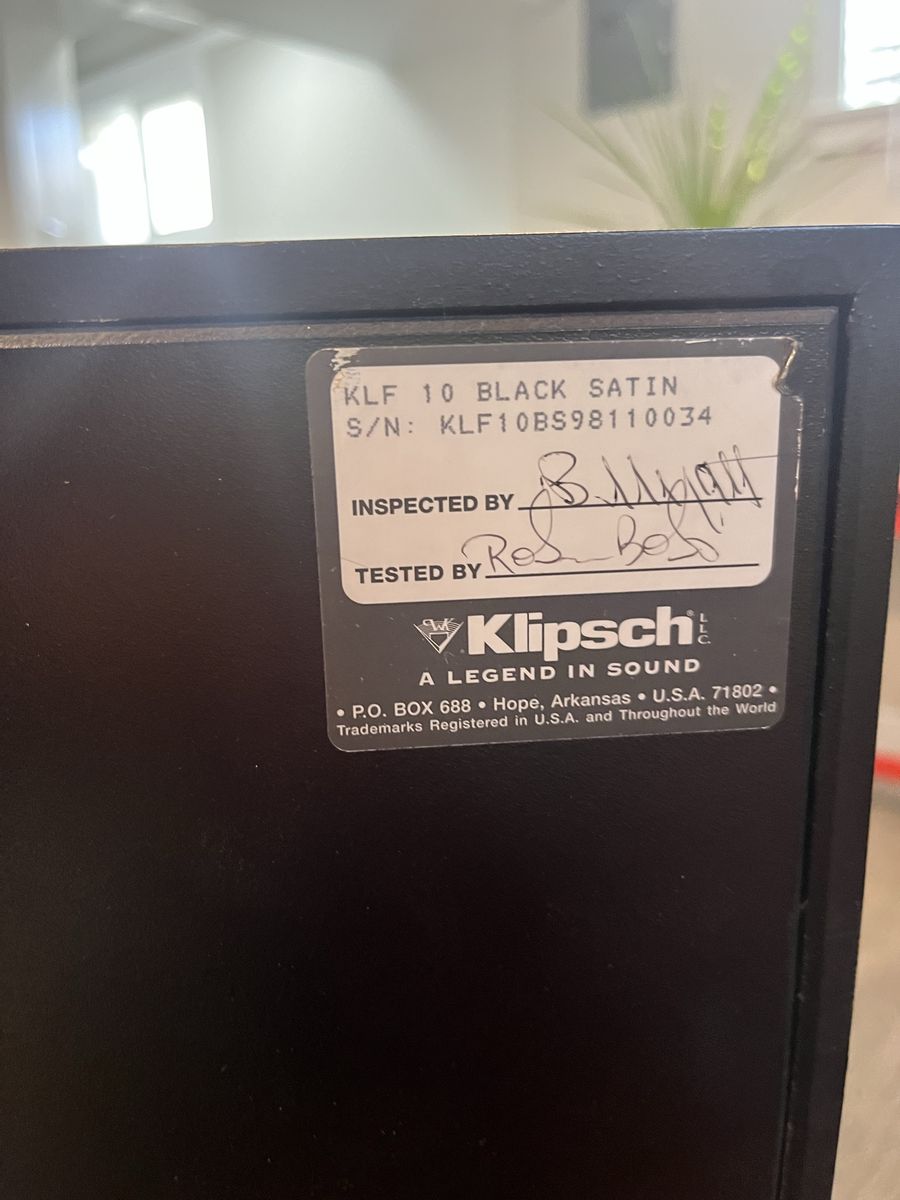 KLF 10 BLACK SATIN
S/N: KLF10BS98110034
INSPECTED BY
TESTED BY
Klipsch® LLC.
A LEGEND IN SOUND
• P.O. BOX 688 • Hope, Arkansas • U.S.A. 71802 •
Trademarks Registered in U.S.A. and Throughout the World